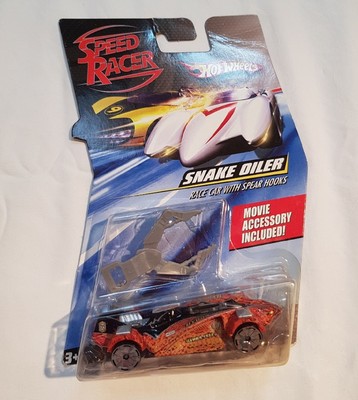 SPEED
RACER
HOT WHEELS
SNAKE OILER
RACE CAR WITH SPEAR HOOKS
MOVIE
ACCESSORY
INCLUDED!
3+